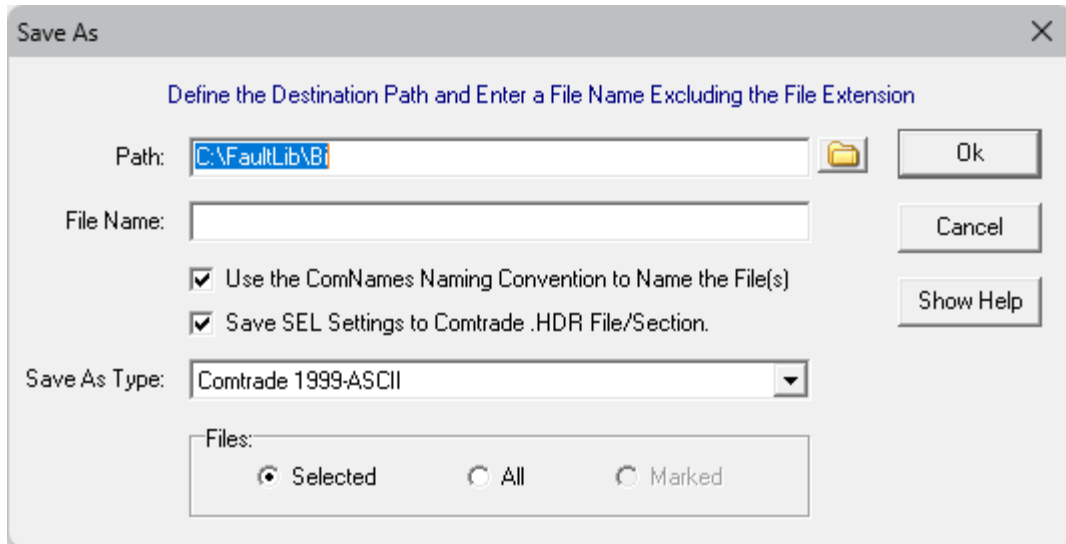 Save As
Define the Destination Path and Enter a File Name Excluding the File Extension
Path: C:\FaultLib\Bi
Ok
File Name:
Cancel
Use the ComNames Naming Convention to Name the File(s)
Show Help
Save SEL Settings to Comtrade .HDR File/Section.
Save As Type: Comtrade 1999-ASCII
Files:
Selected All Marked